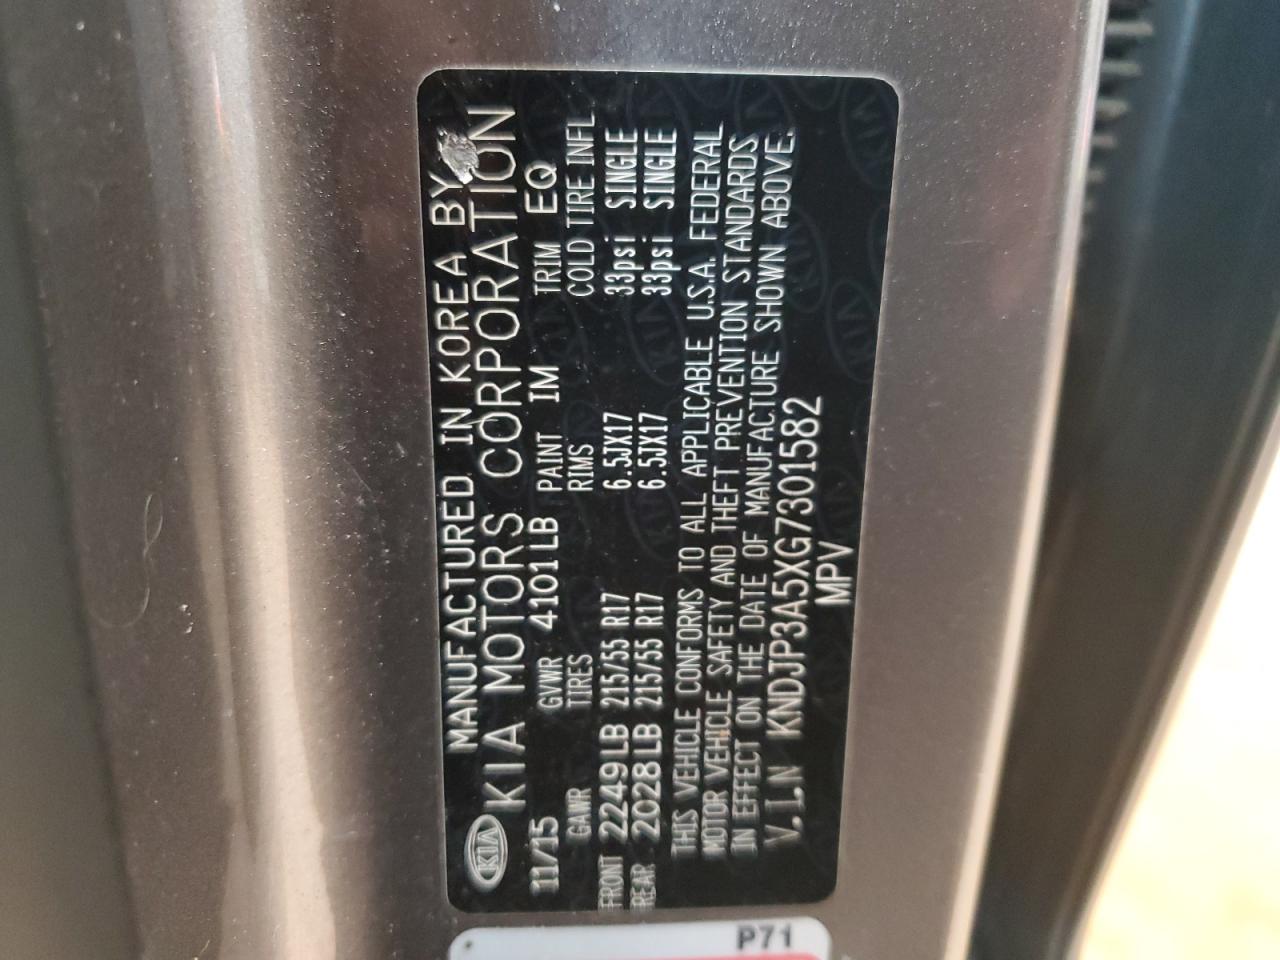 MANUFACTURED IN KOREA BY
KIA KIA MOTORS CORPORATION
11/15 GVWR 4101LB PAINT IM TRIM EQ
GAWR TIRES RIMS COLD TIRE INFL
FRONT 2249LB 215/55 R17 6.5JX17 33psi SINGLE
REAR 2028LB 215/55 R17 6.5JX17 33psi SINGLE
THIS VEHICLE CONFORMS TO ALL APPLICABLE U.S.A. FEDERAL
MOTOR VEHICLE SAFETY AND THEFT PREVENTION STANDARDS
IN EFFECT ON THE DATE OF MANUFACTURE SHOWN ABOVE.
V.I.N KNDJP3A5XG7301582
MPV
P71